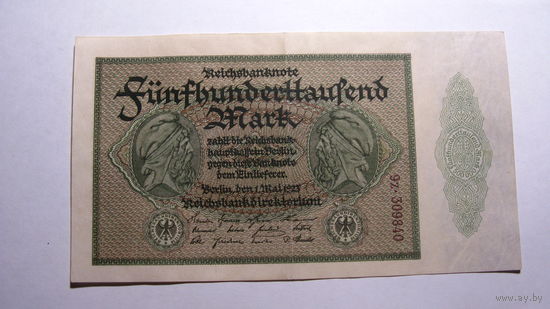 Reichsbanknote
Fünfhunderttausend
Mark
zahlt die Reichsbank-
hauptkasse in Berlin
gegen diese Banknote
dem Einlieferer.
Berlin, den 1. Mai 1923
Reichsbankdirektorium
9Z·309840
www.ay.by